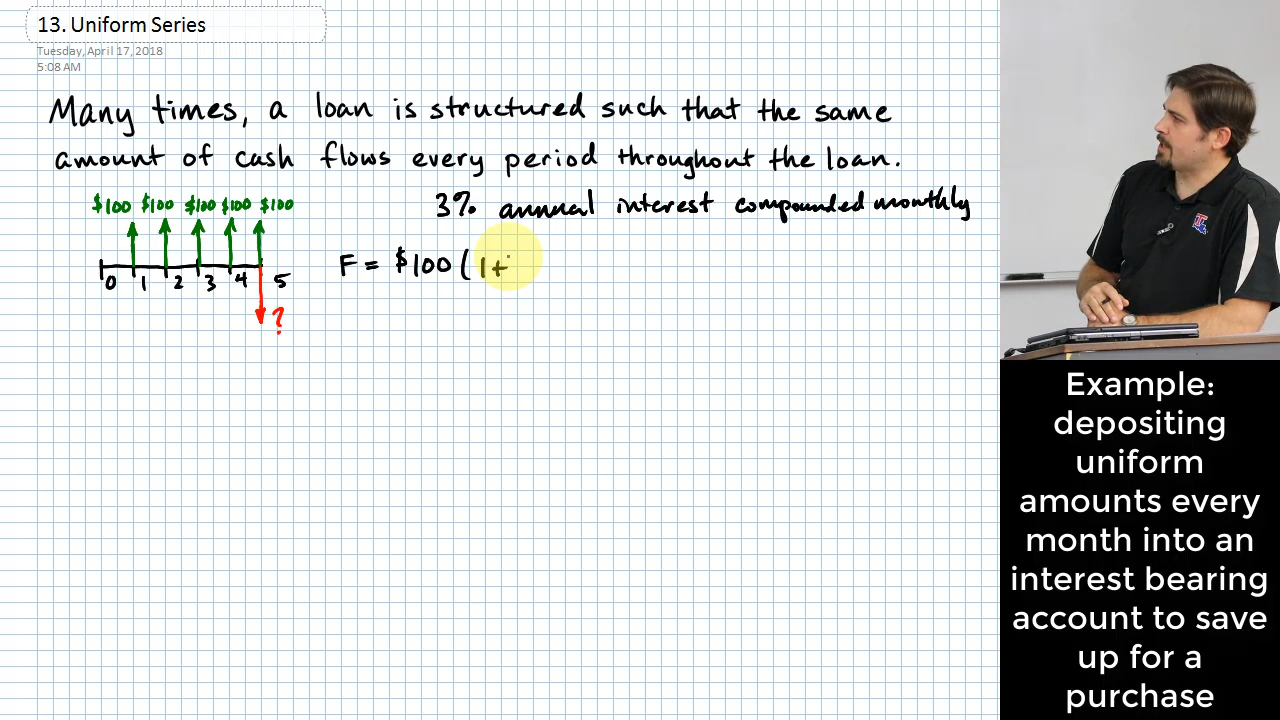 13. Uniform Series
Tuesday, April 17, 2018
5:08 AM
Many times, a loan is structured such that the same
amount of cash flows every period throughout the loan.
$100 $100 $100 $100 $100
3% annual interest compounded monthly
F = $100 ( 1+
0 1 2 3 4 5
?
Example:
depositing
uniform
amounts every
month into an
interest bearing
account to save
up for a
purchase